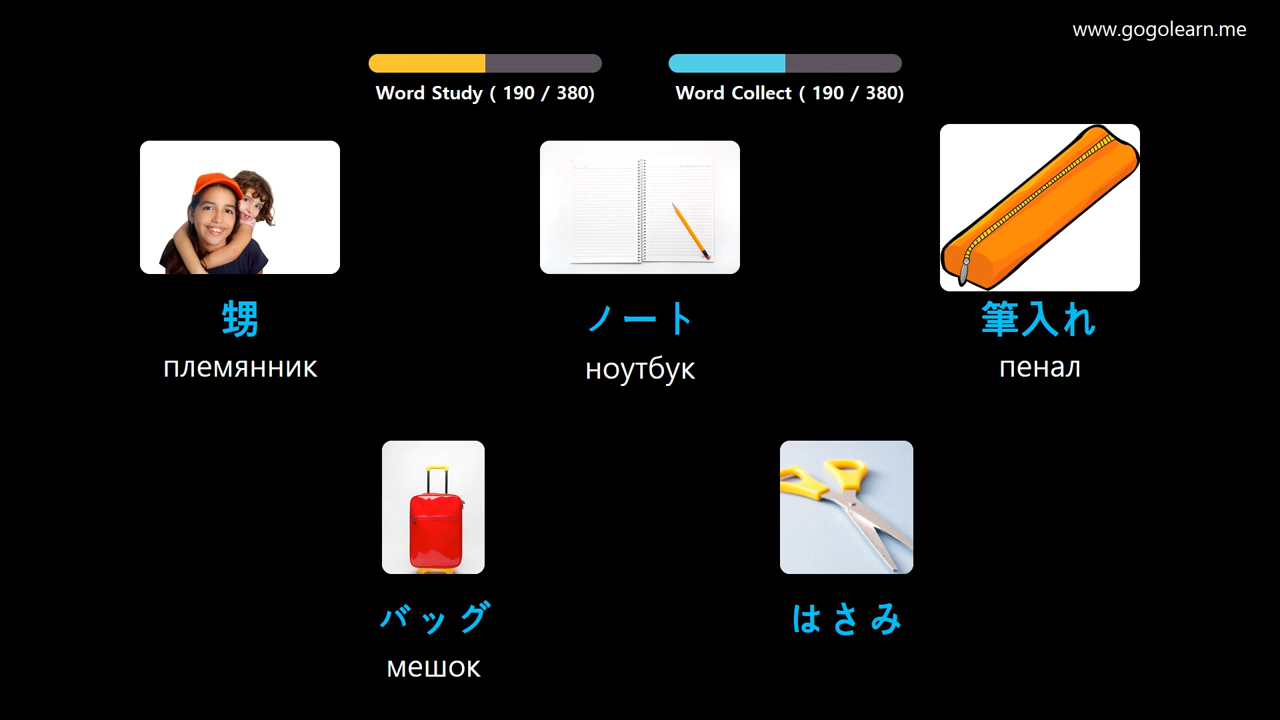 www.gogolearn.me
Word Study ( 190 / 380)
Word Collect ( 190 / 380)
甥
племянник
ノート
ноутбук
筆入れ
пенал
バッグ
мешок
はさみ